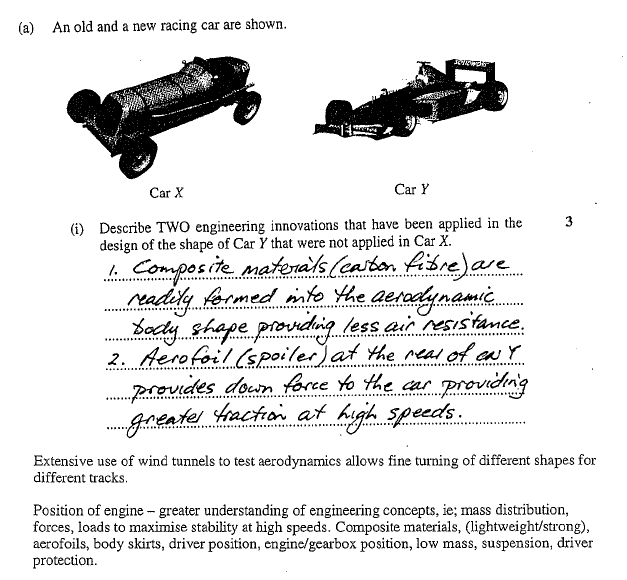 (a) An old and a new racing car are shown.
Car X
Car Y
(i) Describe TWO engineering innovations that have been applied in the 3
design of the shape of Car Y that were not applied in Car X.
1. Composite materials (carbon fibre) are
readily formed into the aerodynamic
body shape providing less air resistance.
2. Aerofoil (spoiler) at the rear of car Y
provides down force to the car providing
greater traction at high speeds.
Extensive use of wind tunnels to test aerodynamics allows fine turning of different shapes for
different tracks.
Position of engine – greater understanding of engineering concepts, ie; mass distribution,
forces, loads to maximise stability at high speeds. Composite materials, (lightweight/strong),
aerofoils, body skirts, driver position, engine/gearbox position, low mass, suspension, driver
protection.